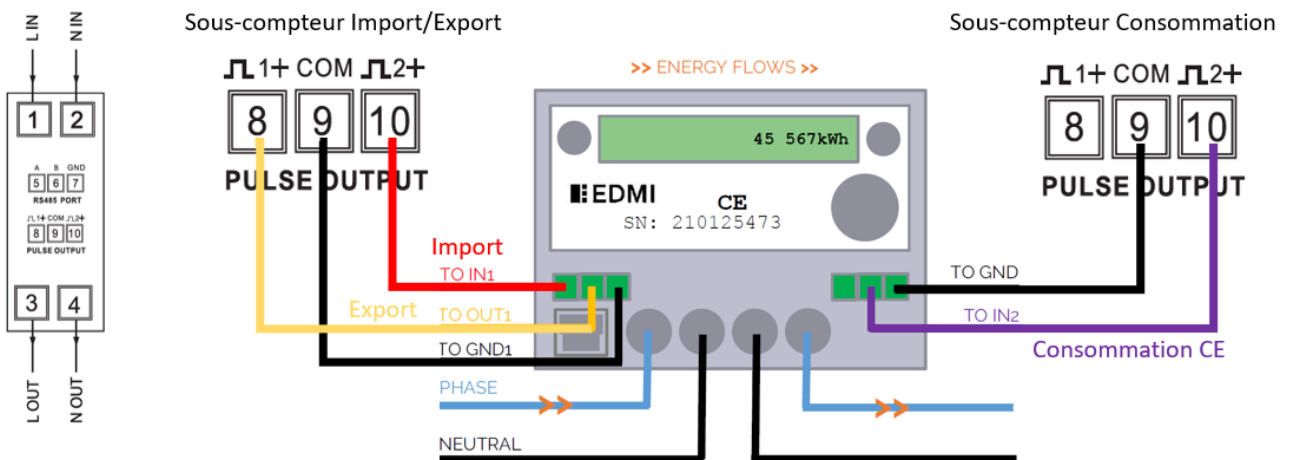 L IN
N IN
1
2
A B GND
5 6 7
RS485 PORT
1+ COM 2+
8 9 10
PULSE OUTPUT
3
4
L OUT
N OUT
Sous-compteur Import/Export
1+ COM 2+
8 9 10
PULSE OUTPUT
Import
TO IN1
Export
TO OUT1
TO GND1
PHASE
NEUTRAL
>> ENERGY FLOWS >>
45 567kWh
EDMI
CE
SN: 210125473
Sous-compteur Consommation
1+ COM 2+
8 9 10
PULSE OUTPUT
TO GND
TO IN2
Consommation CE